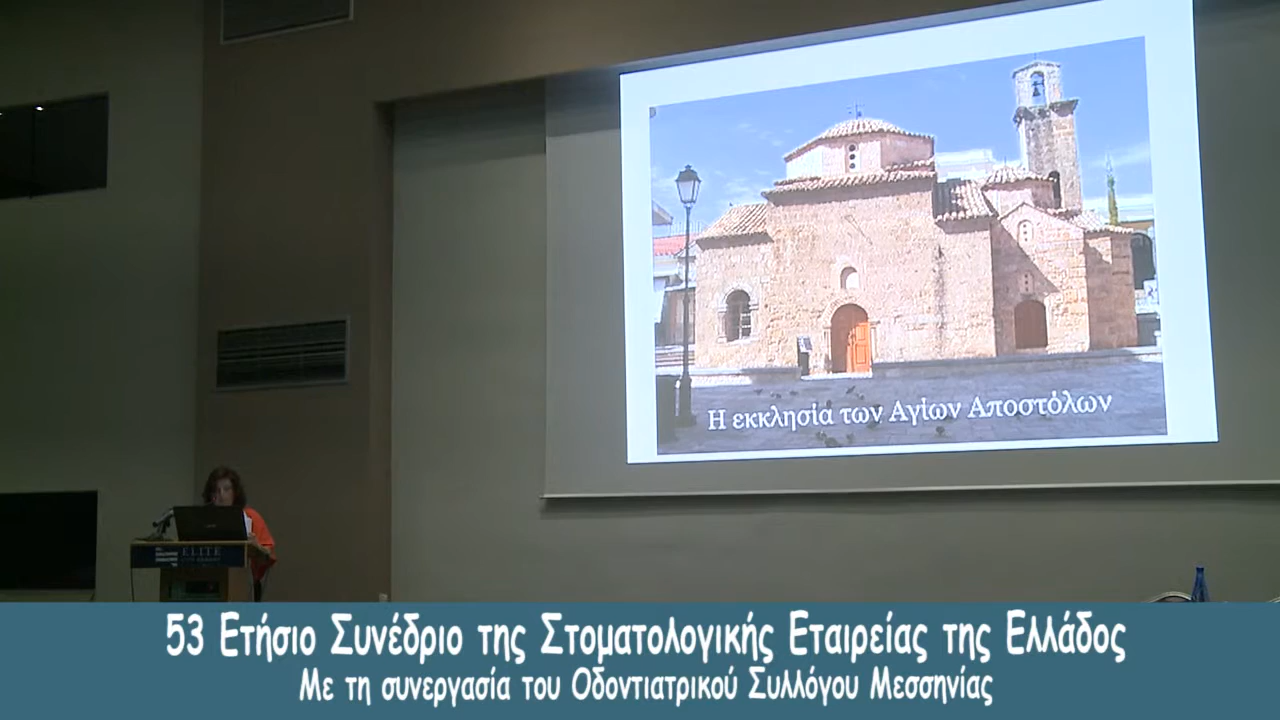 Η εκκλησία των Αγίων Αποστόλων
ELITE
53 Ετήσιο Συνέδριο της Στοματολογικής Εταιρείας της Ελλάδος
Με τη συνεργασία του Οδοντιατρικού Συλλόγου Μεσσηνίας